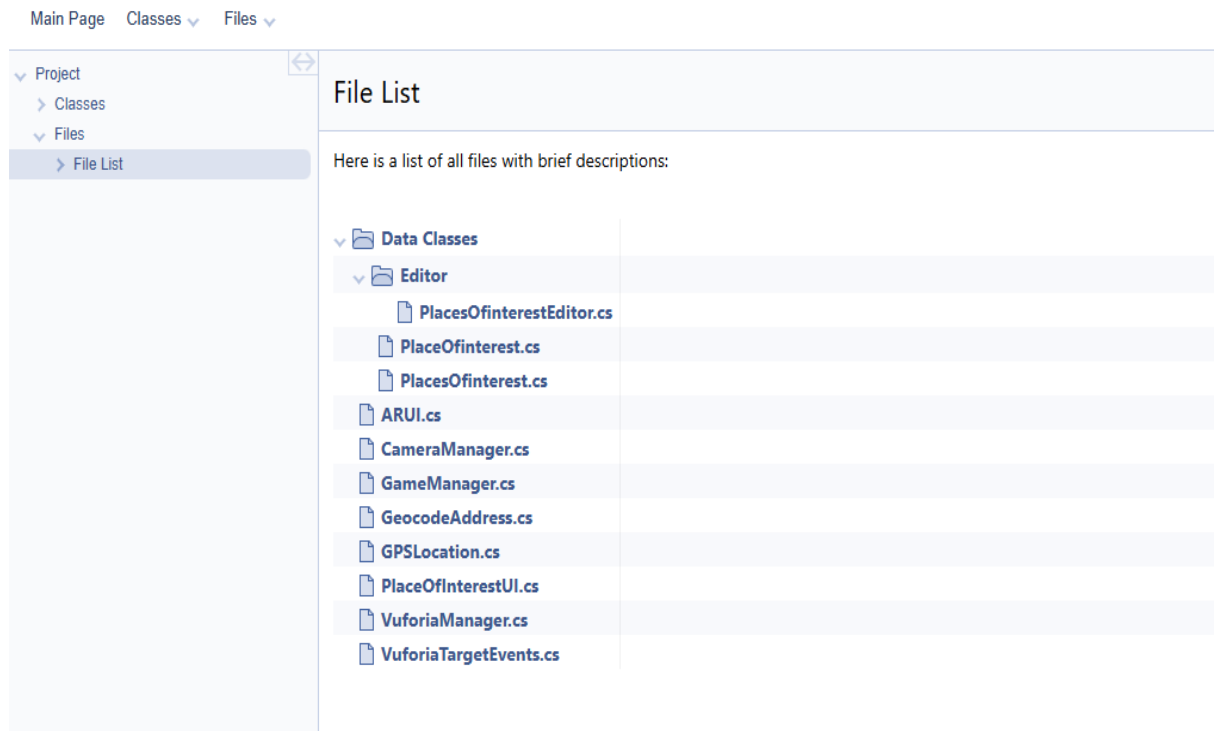 Main Page Classes Files
Project
Classes
Files
File List
File List
Here is a list of all files with brief descriptions:
Data Classes
Editor
PlacesOfinterestEditor.cs
PlaceOfinterest.cs
PlacesOfinterest.cs
ARUI.cs
CameraManager.cs
GameManager.cs
GeocodeAddress.cs
GPSLocation.cs
PlaceOfInterestUI.cs
VuforiaManager.cs
VuforiaTargetEvents.cs